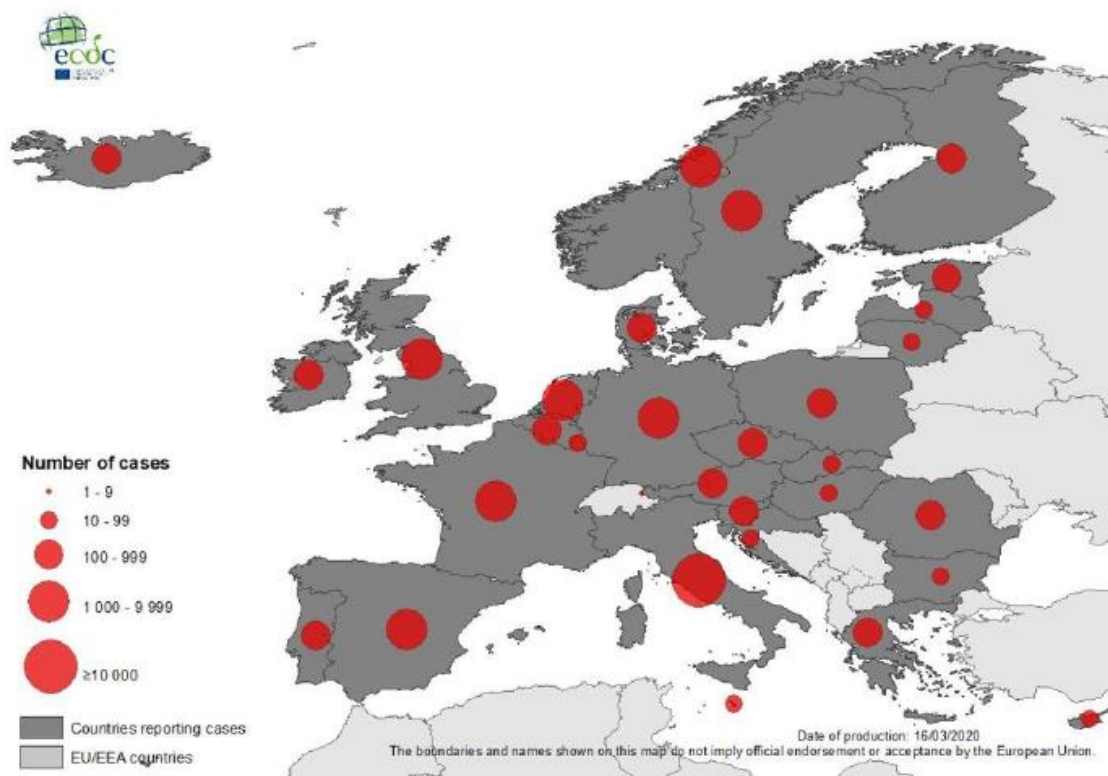 ecdc
Number of cases
1 - 9
10 - 99
100 - 999
1 000 - 9 999
≥10 000
Countries reporting cases
EU/EEA countries
Date of production: 16/03/2020
The boundaries and names shown on this map do not imply official endorsement or acceptance by the European Union.